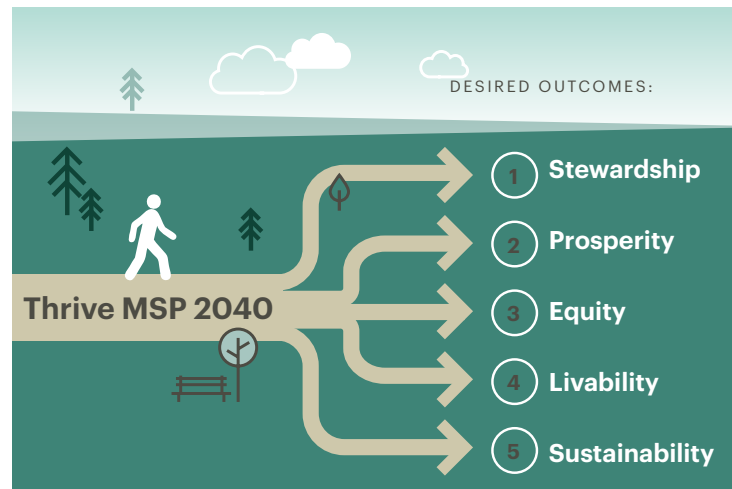 DESIRED OUTCOMES:
1 Stewardship
2 Prosperity
Thrive MSP 2040
3 Equity
4 Livability
5 Sustainability